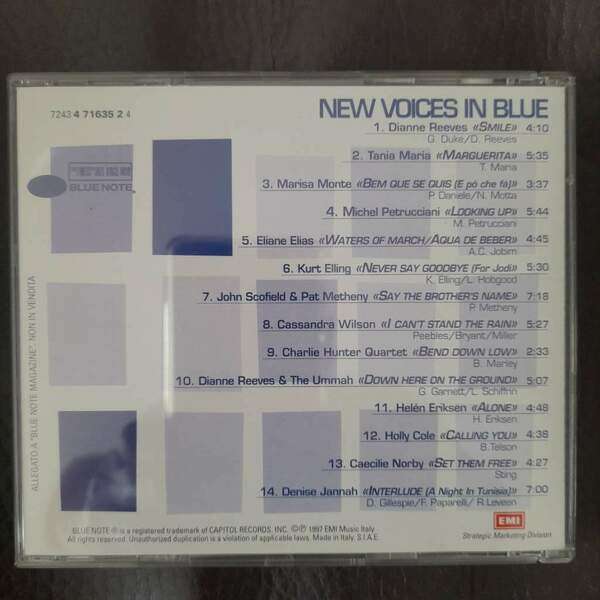 7243 4 71635 2 4
NEW VOICES IN BLUE
1. Dianne Reeves «SMILE» 4:10
G. Duke/D. Reeves
2. Tania Maria «MARGUERITA» 5:35
T. Maria
3. Marisa Monte «BEM QUE SE QUIS (E pò che fà)» 3:37
P. Daniele/N. Motta
4. Michel Petrucciani «LOOKING UP» 5:44
M. Petrucciani
5. Eliane Elias «WATERS OF MARCH/AQUA DE BEBER» 4:45
A.C. Jobim
6. Kurt Elling «NEVER SAY GOODBYE (For Jodi)» 5:30
K. Elling/L. Hobgood
7. John Scofield & Pat Metheny «SAY THE BROTHER'S NAME» 7:18
P. Metheny
8. Cassandra Wilson «I CAN'T STAND THE RAIN» 5:27
Peebles/Bryant/Miller
9. Charlie Hunter Quartet «BEND DOWN LOW» 2:33
B. Marley
10. Dianne Reeves & The Ummah «DOWN HERE ON THE GROUND» 5:07
G. Garnett/L. Schiffrin
11. Helén Eriksen «ALONE» 4:48
H. Eriksen
12. Holly Cole «CALLING YOU» 4:38
B. Telson
13. Caecilie Norby «SET THEM FREE» 4:27
Sting
14. Denise Jannah «INTERLUDE (A Night In Tunisia)» 7:00
D. Gillespie/F. Paparelli/ R. Leveen
BLUE NOTE
ALLEGATO A "BLUE NOTE MAGAZINE". NON IN VENDITA
BLUE NOTE ® is a registered trademark of CAPITOL RECORDS, INC. ©℗ 1997 EMI Music Italy
All rights reserved. Unauthorized duplication is a violation of applicable laws. Made in Italy. S.I.A.E.
EMI
Strategic Marketing Division